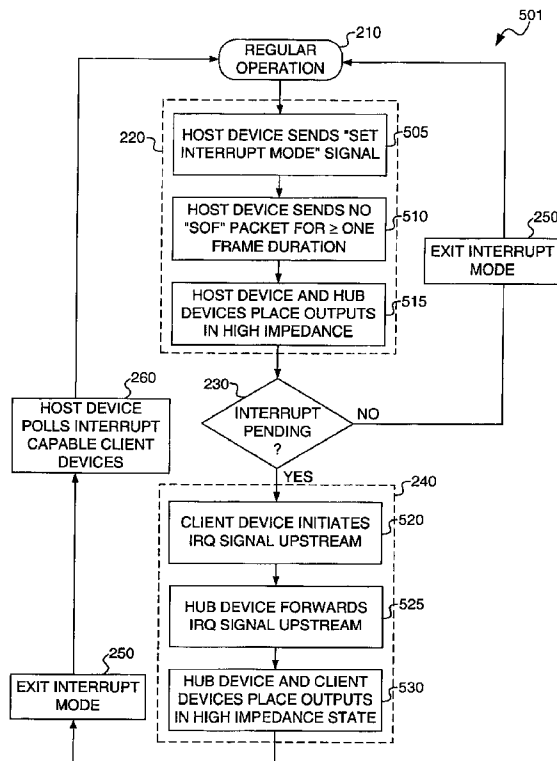 501
210
REGULAR
OPERATION
220
505
HOST DEVICE SENDS "SET
INTERRUPT MODE" SIGNAL
510
HOST DEVICE SENDS NO
"SOF" PACKET FOR ≥ ONE
FRAME DURATION
515
HOST DEVICE AND HUB
DEVICES PLACE OUTPUTS
IN HIGH IMPEDANCE
250
EXIT INTERRUPT
MODE
230
INTERRUPT
PENDING
?
NO
YES
260
HOST DEVICE
POLLS INTERRUPT
CAPABLE CLIENT
DEVICES
240
520
CLIENT DEVICE INITIATES
IRQ SIGNAL UPSTREAM
525
HUB DEVICE FORWARDS
IRQ SIGNAL UPSTREAM
530
HUB DEVICE AND CLIENT
DEVICES PLACE OUTPUTS
IN HIGH IMPEDANCE STATE
250
EXIT INTERRUPT
MODE